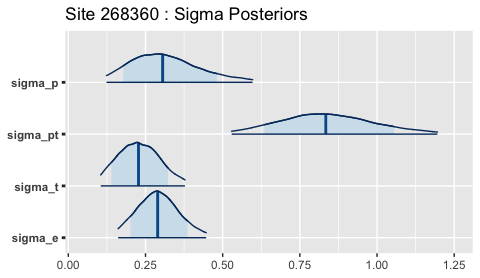 Site 268360 : Sigma Posteriors
sigma_p
sigma_pt
sigma_t
sigma_e
0.00 0.25 0.50 0.75 1.00 1.25